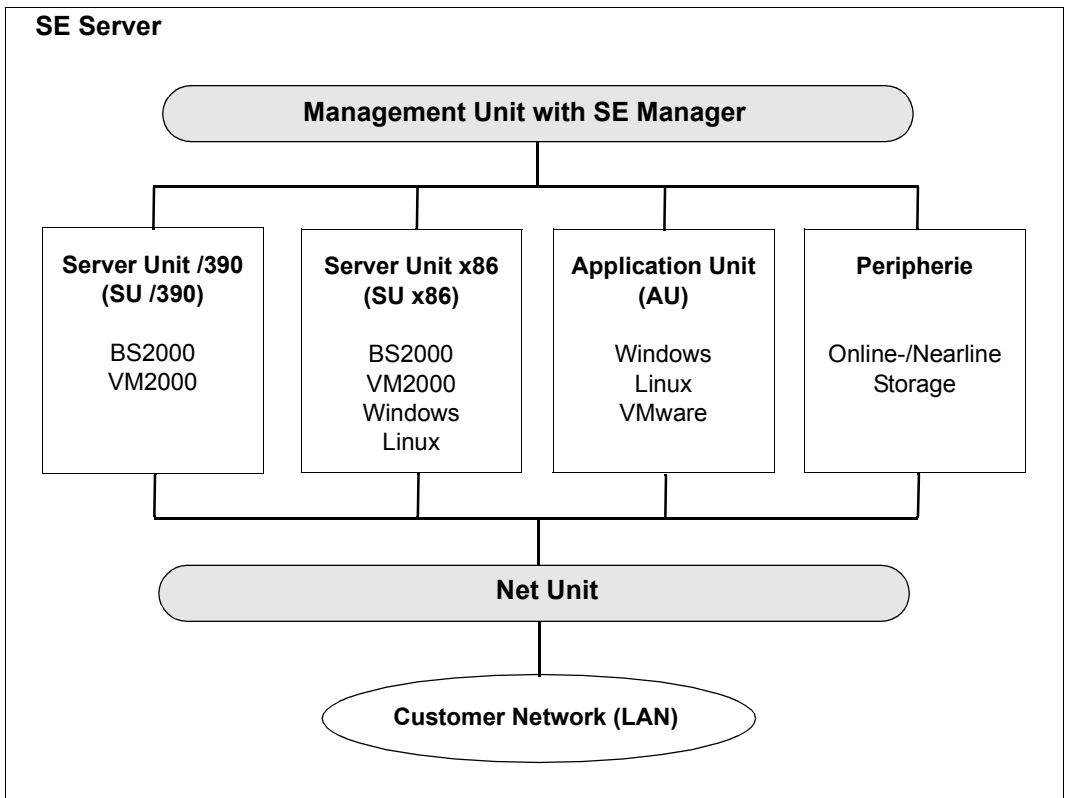 SE Server
Management Unit with SE Manager
Server Unit /390
(SU /390)
BS2000
VM2000
Server Unit x86
(SU x86)
BS2000
VM2000
Windows
Linux
Application Unit
(AU)
Windows
Linux
VMware
Peripherie
Online-/Nearline
Storage
Net Unit
Customer Network (LAN)